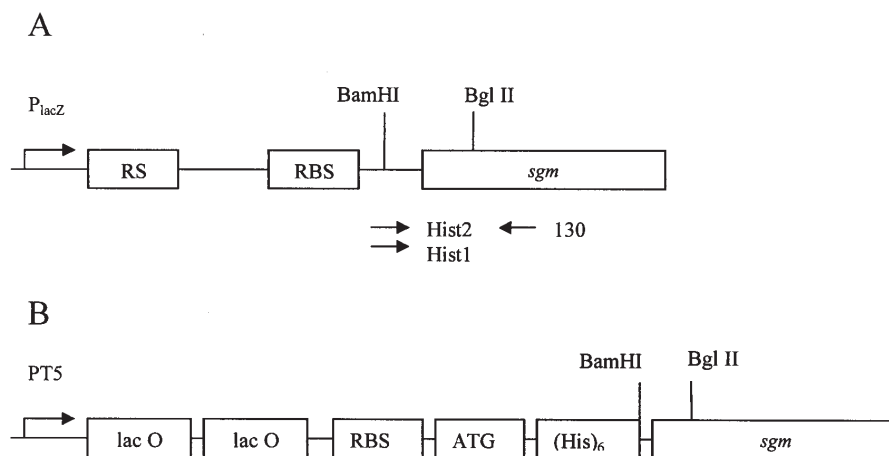 A
P lacZ
BamHI
Bgl II
RS
RBS
sgm
Hist2
130
Hist1
B
PT5
BamHI
Bgl II
lac O
lac O
RBS
ATG
(His)6
sgm